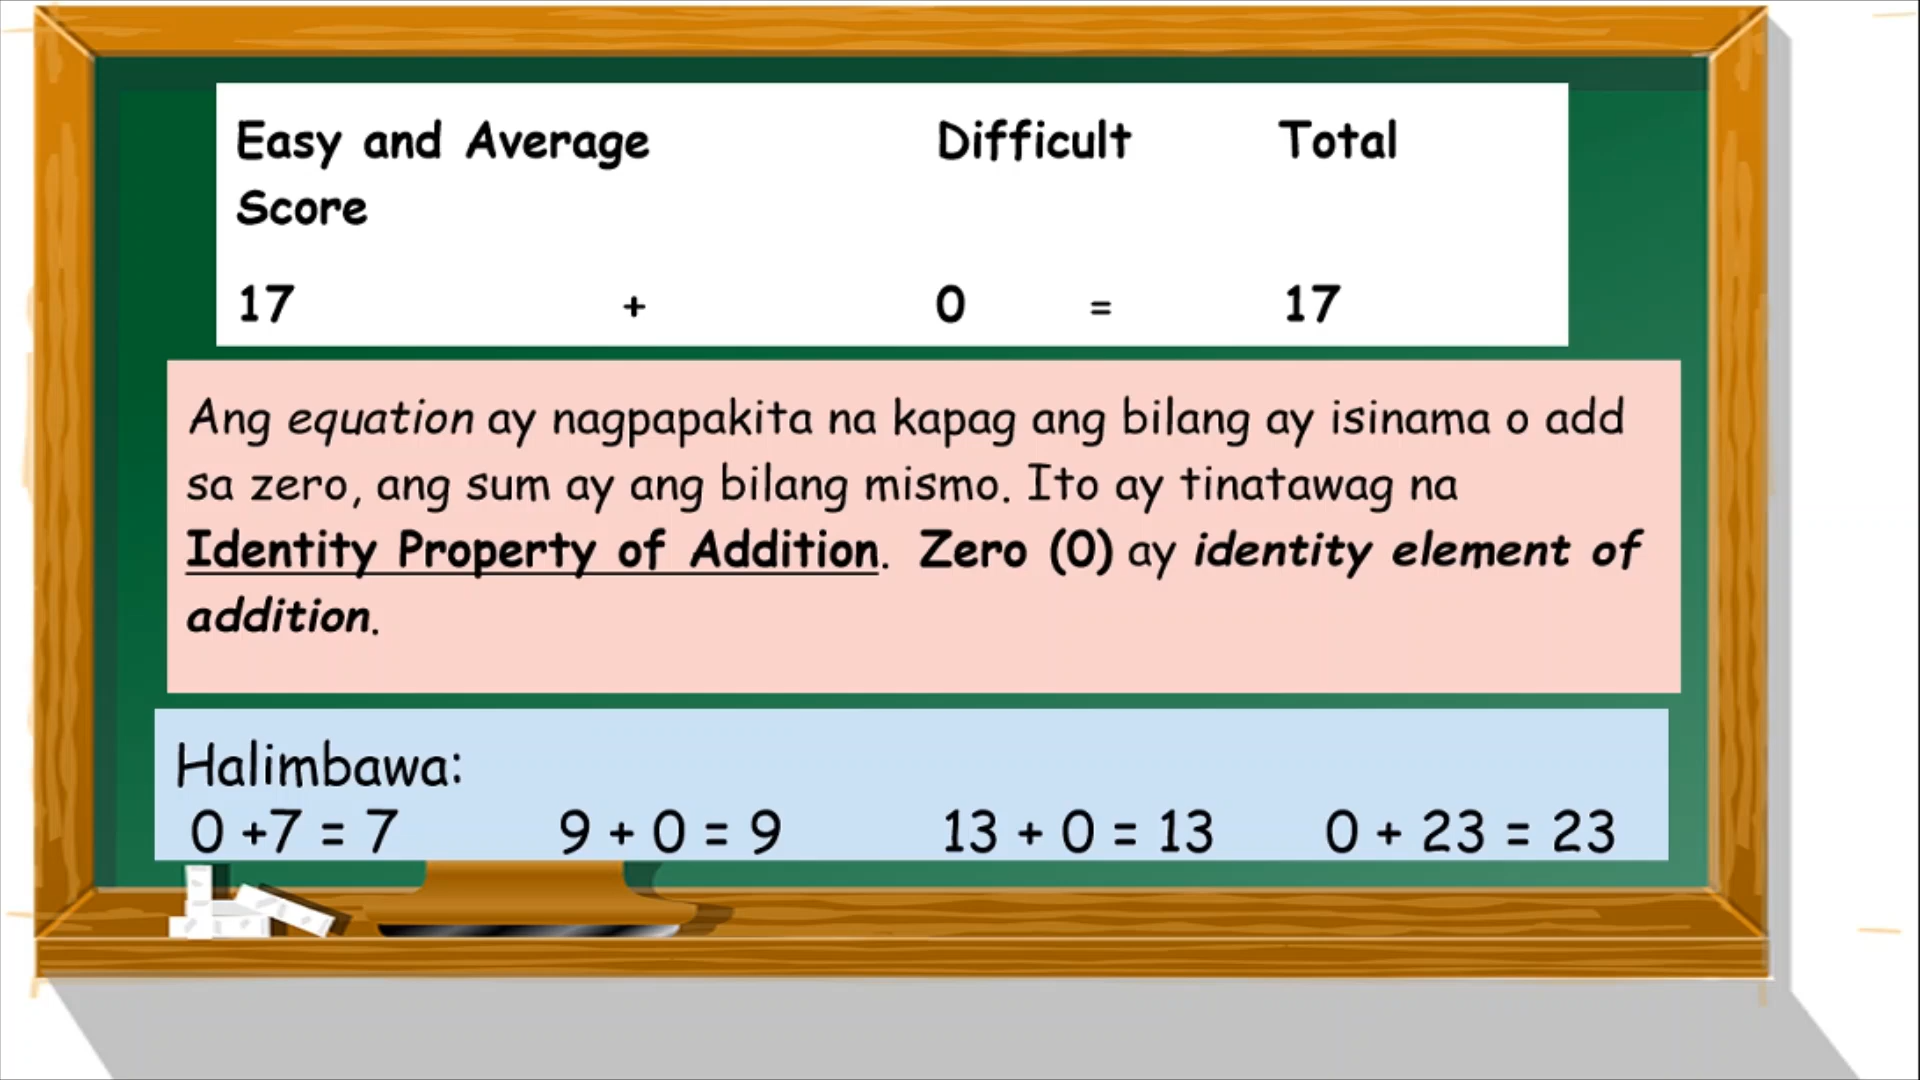 Easy and Average Difficult Total
Score
17 + 0 = 17
Ang equation ay nagpapakita na kapag ang bilang ay isinama o add
sa zero, ang sum ay ang bilang mismo. Ito ay tinatawag na
Identity Property of Addition. Zero (0) ay identity element of
addition.
Halimbawa:
0 +7 = 7 9 + 0 = 9 13 + 0 = 13 0 + 23 = 23